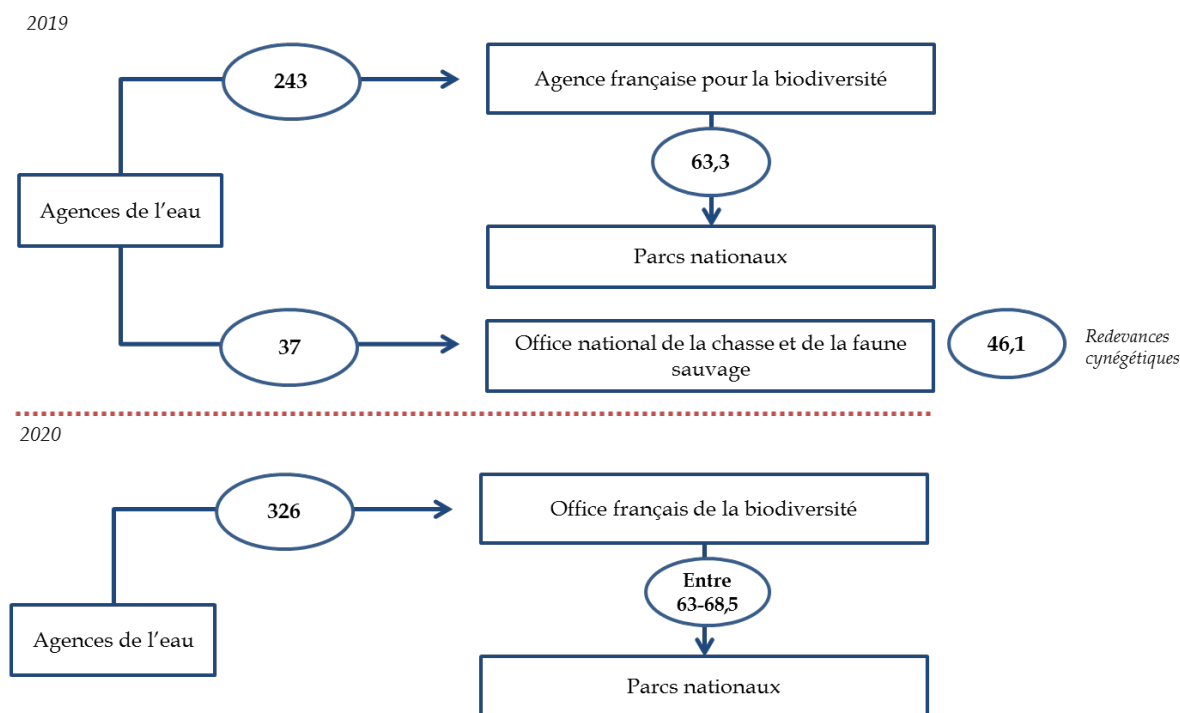 2019
243
Agence française pour la biodiversité
63,3
Agences de l'eau
Parcs nationaux
37
Office national de la chasse et de la faune
sauvage
46,1
Redevances
cynégétiques
2020
326
Office français de la biodiversité
Entre
63-68,5
Agences de l'eau
Parcs nationaux